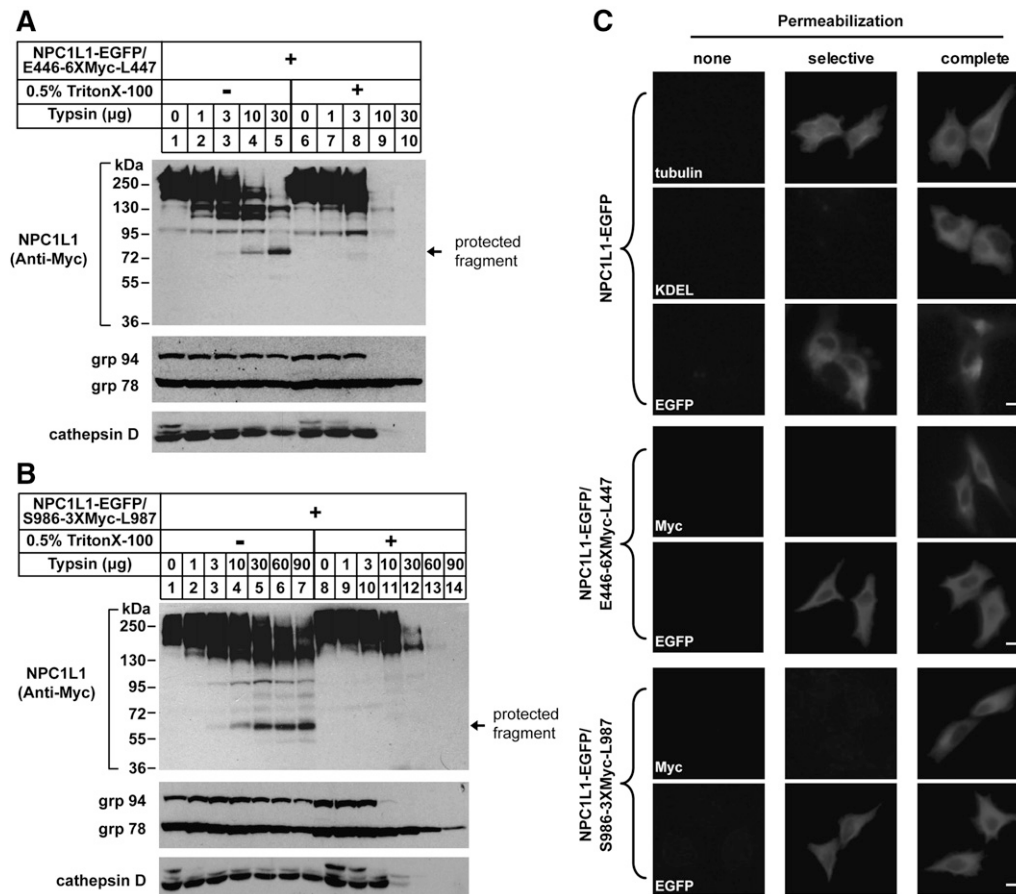 A
NPC1L1-EGFP/
E446-6XMyc-L447
+
0.5% TritonX-100
- +
Typsin (µg) 0 1 3 10 30 0 1 3 10 30
1 2 3 4 5 6 7 8 9 10
kDa
250
130
95
72
55
36
NPC1L1
(Anti-Myc)
protected
fragment
grp 94
grp 78
cathepsin D
B
NPC1L1-EGFP/
S986-3XMyc-L987
+
0.5% TritonX-100
- +
Typsin (µg) 0 1 3 10 30 60 90 0 1 3 10 30 60 90
1 2 3 4 5 6 7 8 9 10 11 12 13 14
kDa
250
130
95
72
55
36
NPC1L1
(Anti-Myc)
protected
fragment
grp 94
grp 78
cathepsin D
C
Permeabilization
none selective complete
NPC1L1-EGFP
tubulin
KDEL
EGFP
NPC1L1-EGFP/
E446-6XMyc-L447
Myc
EGFP
NPC1L1-EGFP/
S986-3XMyc-L987
Myc
EGFP